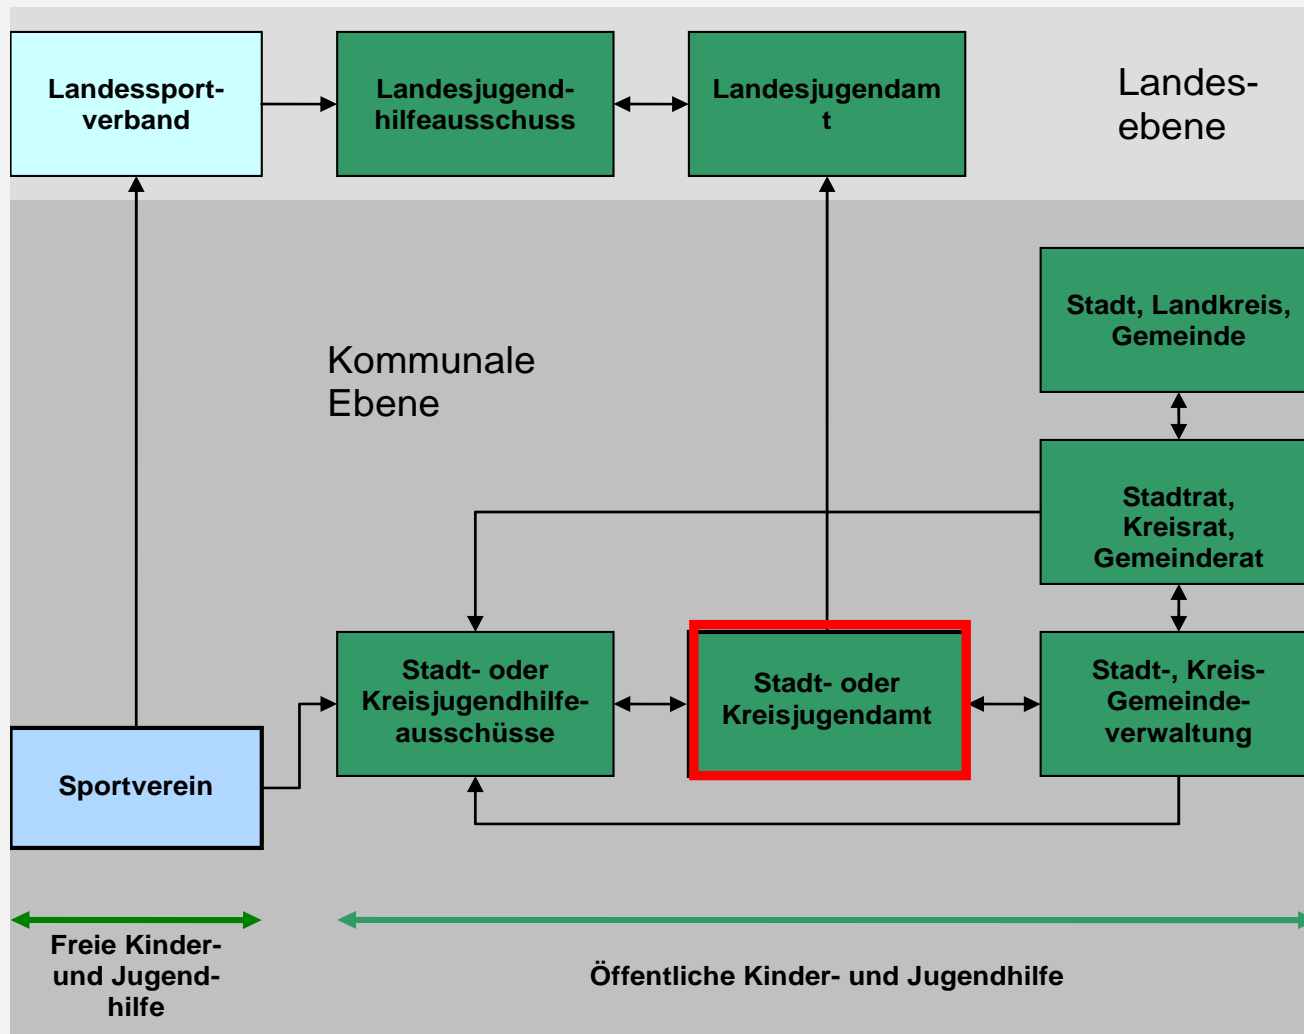 Landessport-
verband
Landesjugend-
hilfeausschuss
Landesjugendam
t
Landes-
ebene
Stadt, Landkreis,
Gemeinde
Kommunale
Ebene
Stadtrat,
Kreisrat,
Gemeinderat
Stadt- oder
Kreisjugendhilfe-
ausschüsse
Stadt- oder
Kreisjugendamt
Stadt-, Kreis-
Gemeinde-
verwaltung
Sportverein
Freie Kinder-
und Jugend-
hilfe
Öffentliche Kinder- und Jugendhilfe